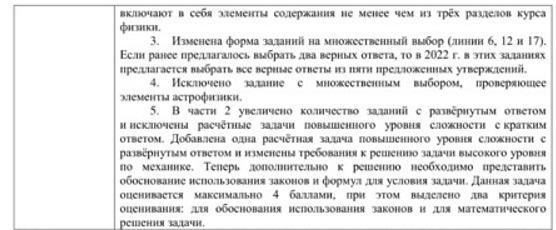 включают в себя элементы содержания не менее чем из трёх разделов курса
физики.
3. Изменена форма заданий на множественный выбор (линии 6, 12 и 17).
Если ранее предлагалось выбрать два верных ответа, то в 2022 г. в этих заданиях
предлагается выбрать все верные ответы из пяти предложенных утверждений.
4. Исключено задание с множественным выбором, проверяющее
элементы астрофизики.
5. В части 2 увеличено количество заданий с развёрнутым ответом
и исключены расчётные задачи повышенного уровня сложности с кратким
ответом. Добавлена одна расчётная задача повышенного уровня сложности с
развёрнутым ответом и изменены требования к решению задачи высокого уровня
по механике. Теперь дополнительно к решению необходимо представить
обоснование использования законов и формул для условия задачи. Данная задача
оценивается максимально 4 баллами, при этом выделено два критерия
оценивания: для обоснования использования законов и для математического
решения задачи.